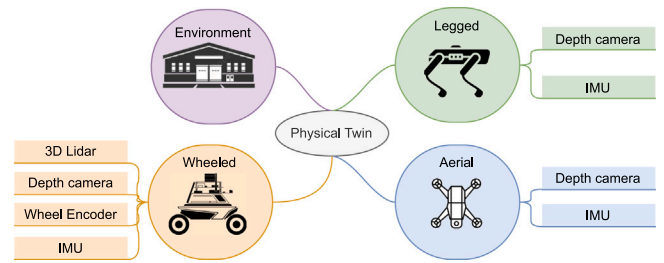 Environment
Legged
Depth camera
IMU
Physical Twin
3D Lidar
Depth camera
Wheel Encoder
IMU
Wheeled
Aerial
Depth camera
IMU